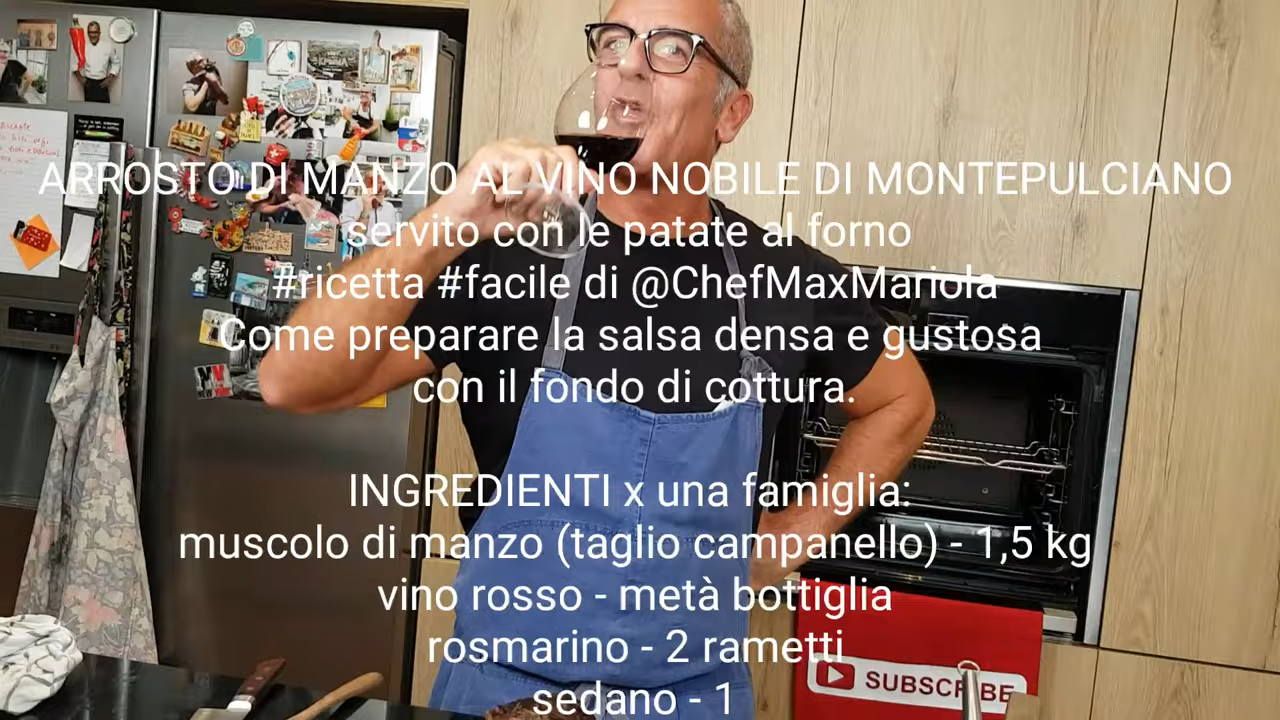 ARROSTO DI MANZO AL VINO NOBILE DI MONTEPULCIANO
servito con le patate al forno
#ricetta #facile di @ChefMaxMariola
Come preparare la salsa densa e gustosa
con il fondo di cottura.
INGREDIENTI x una famiglia:
muscolo di manzo (taglio campanello) - 1,5 kg
vino rosso - metà bottiglia
rosmarino - 2 rametti
sedano - 1
SUBSCRIBE